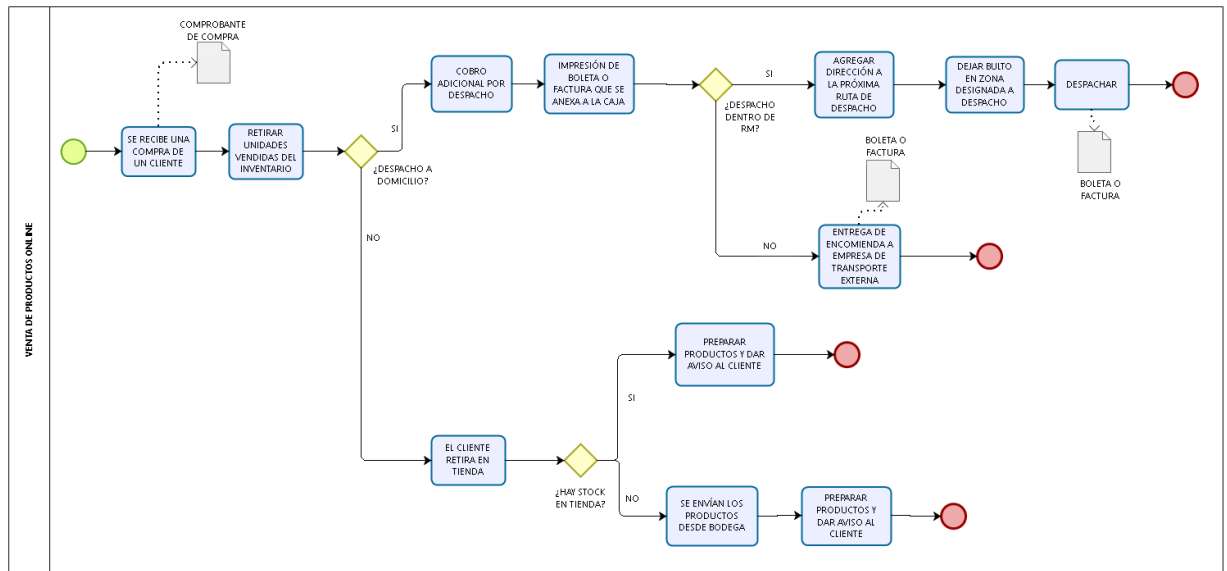 VENTA DE PRODUCTOS ONLINE
COMPROBANTE
DE COMPRA
SE RECIBE UNA
COMPRA DE
UN CLIENTE
RETIRAR
UNIDADES
VENDIDAS DEL
INVENTARIO
¿DESPACHO A
DOMICILIO?
SI
COBRO
ADICIONAL POR
DESPACHO
IMPRESIÓN DE
BOLETA O
FACTURA QUE SE
ANEXA A LA CAJA
¿DESPACHO
DENTRO DE
RM?
SI
AGREGAR
DIRECCIÓN A
LA PRÓXIMA
RUTA DE
DESPACHO
DEJAR BULTO
EN ZONA
DESIGNADA A
DESPACHO
DESPACHAR
BOLETA O
FACTURA
BOLETA O
FACTURA
NO
ENTREGA DE
ENCOMIENDA A
EMPRESA DE
TRANSPORTE
EXTERNA
NO
EL CLIENTE
RETIRA EN
TIENDA
¿HAY STOCK
EN TIENDA?
SI
PREPARAR
PRODUCTOS Y DAR
AVISO AL CLIENTE
NO
SE ENVÍAN LOS
PRODUCTOS
DESDE BODEGA
PREPARAR
PRODUCTOS Y
DAR AVISO AL
CLIENTE